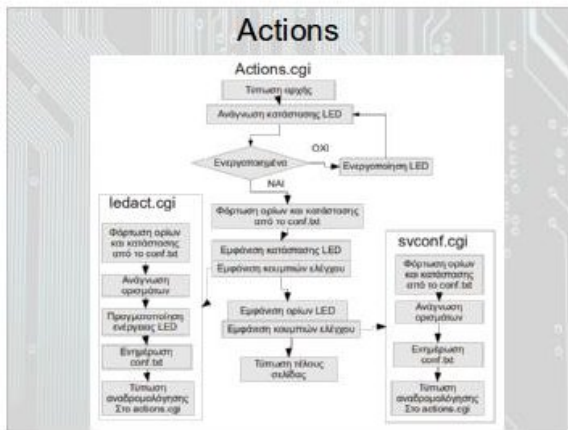 Actions
Actions.cgi
Τύπωση αρχής
Ανάγνωση κατάστασης LED
Ενεργοποιημένα
ΟΧΙ
Ενεργοποίηση LED
ΝΑΙ
Φόρτωση ορίων και κατάστασης
από το conf.txt
Εμφάνιση κατάστασης LED
Εμφάνιση κουμπιών ελέγχου
Εμφάνιση ορίων LED
Εμφάνιση κουμπιών ελέγχου
Τύπωση τέλους
σελίδας
ledact.cgi
Φόρτωση ορίων
και κατάστασης
από το conf.txt
Ανάγνωση
ορισμάτων
Πραγματοποίηση
ενέργειας LED
Ενημέρωση
conf.txt
Τύπωση
αναδρομολόγησης
Στο actions.cgi
svconf.cgi
Φόρτωση ορίων
και κατάστασης
από το conf.txt
Ανάγνωση
ορισμάτων
Ενημέρωση
conf.txt
Τύπωση
αναδρομολόγησης
Στο actions.cgi